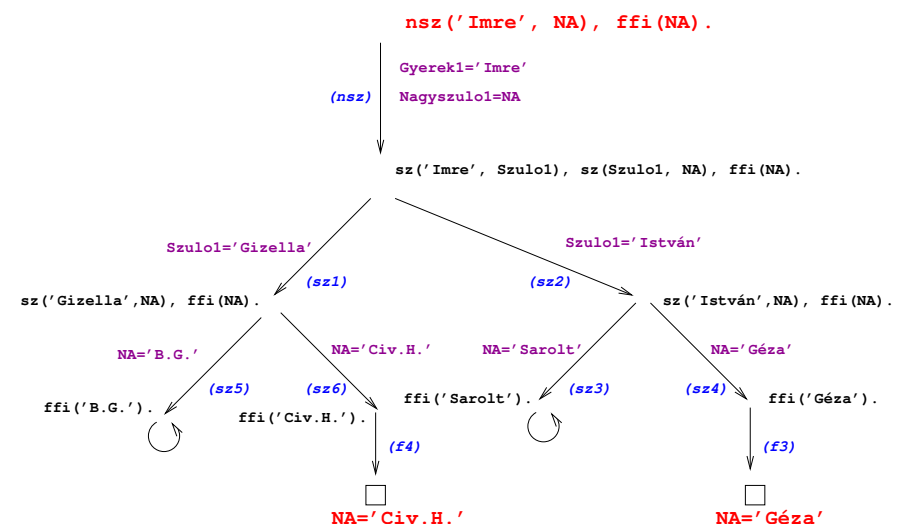 nsz('Imre', NA), ffi(NA).
Gyerek1='Imre'
(nsz) Nagyszulo1=NA
sz('Imre', Szulo1), sz(Szulo1, NA), ffi(NA).
Szulo1='Gizella' Szulo1='István'
(sz1) (sz2)
sz('Gizella',NA), ffi(NA). sz('István',NA), ffi(NA).
NA='B.G.' NA='Civ.H.' NA='Sarolt' NA='Géza'
(sz5) (sz6) (sz3) (sz4)
ffi('B.G.'). ffi('Civ.H.'). ffi('Sarolt'). ffi('Géza').
(f4) (f3)
NA='Civ.H.' NA='Géza'